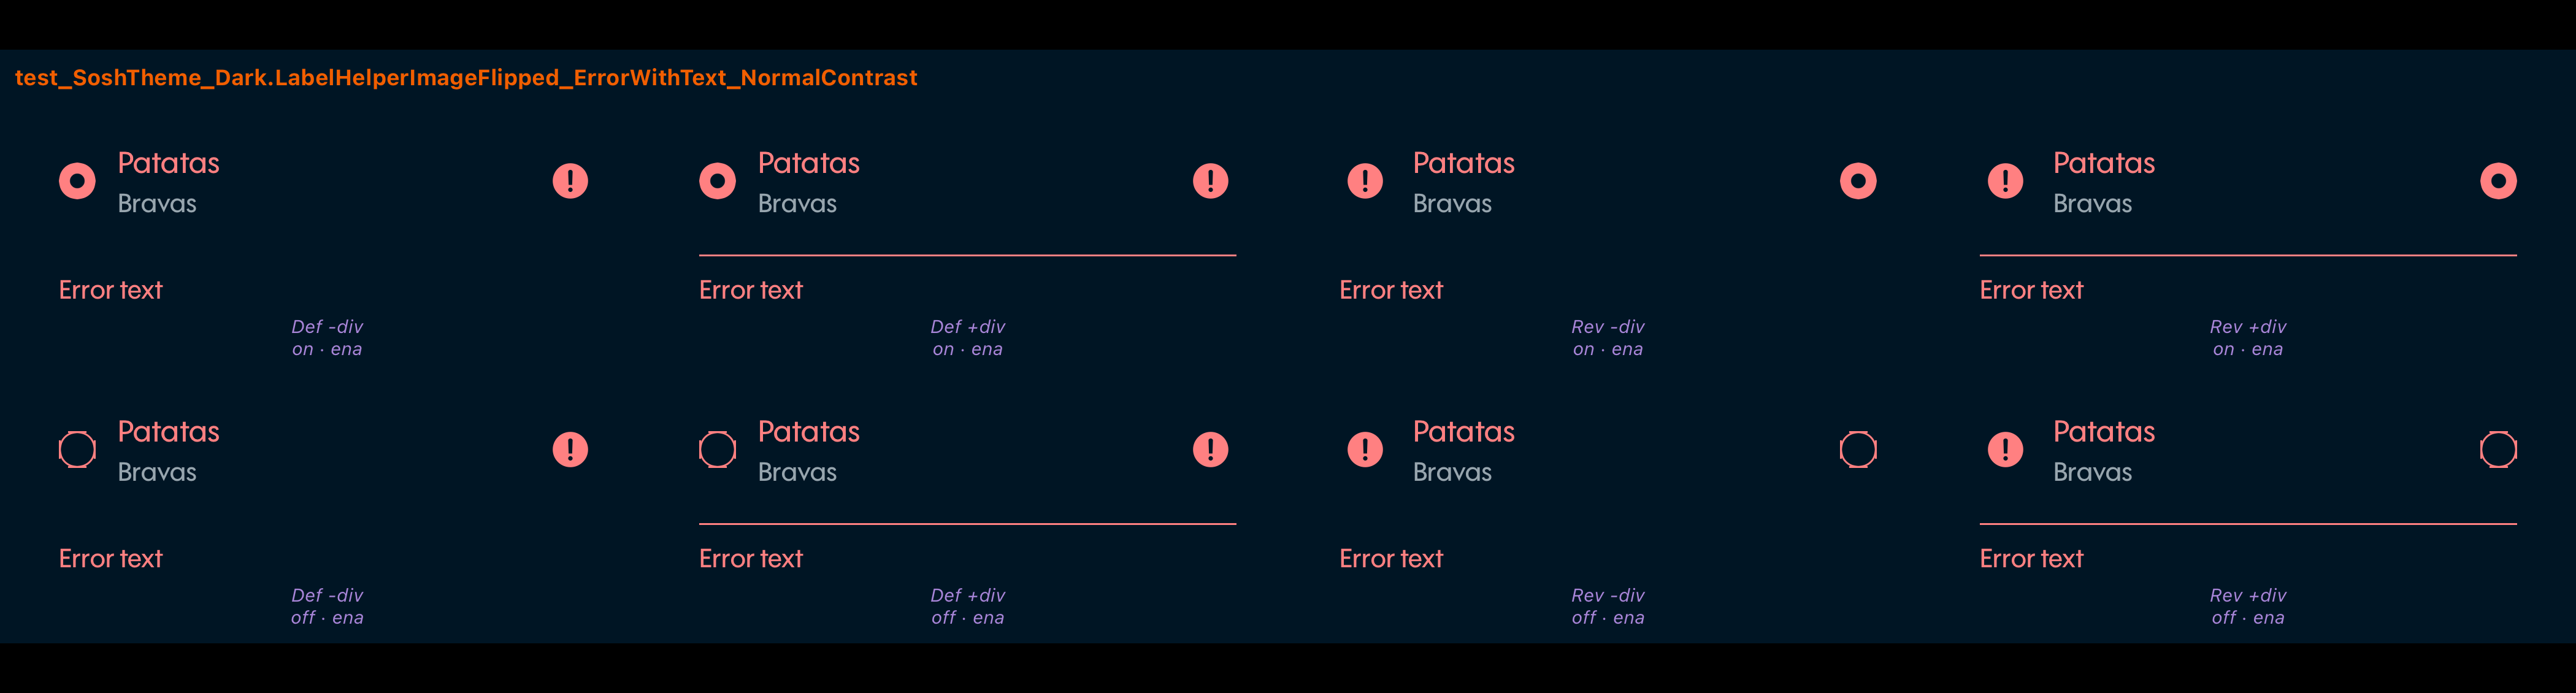 test_SoshTheme_Dark.LabelHelperImageFlipped_ErrorWithText_NormalContrast
Patatas
Bravas
Error text
Def -div
on · ena
Patatas
Bravas
Error text
Def +div
on · ena
Patatas
Bravas
Error text
Rev -div
on · ena
Patatas
Bravas
Error text
Rev +div
on · ena
Patatas
Bravas
Error text
Def -div
off · ena
Patatas
Bravas
Error text
Def +div
off · ena
Patatas
Bravas
Error text
Rev -div
off · ena
Patatas
Bravas
Error text
Rev +div
off · ena